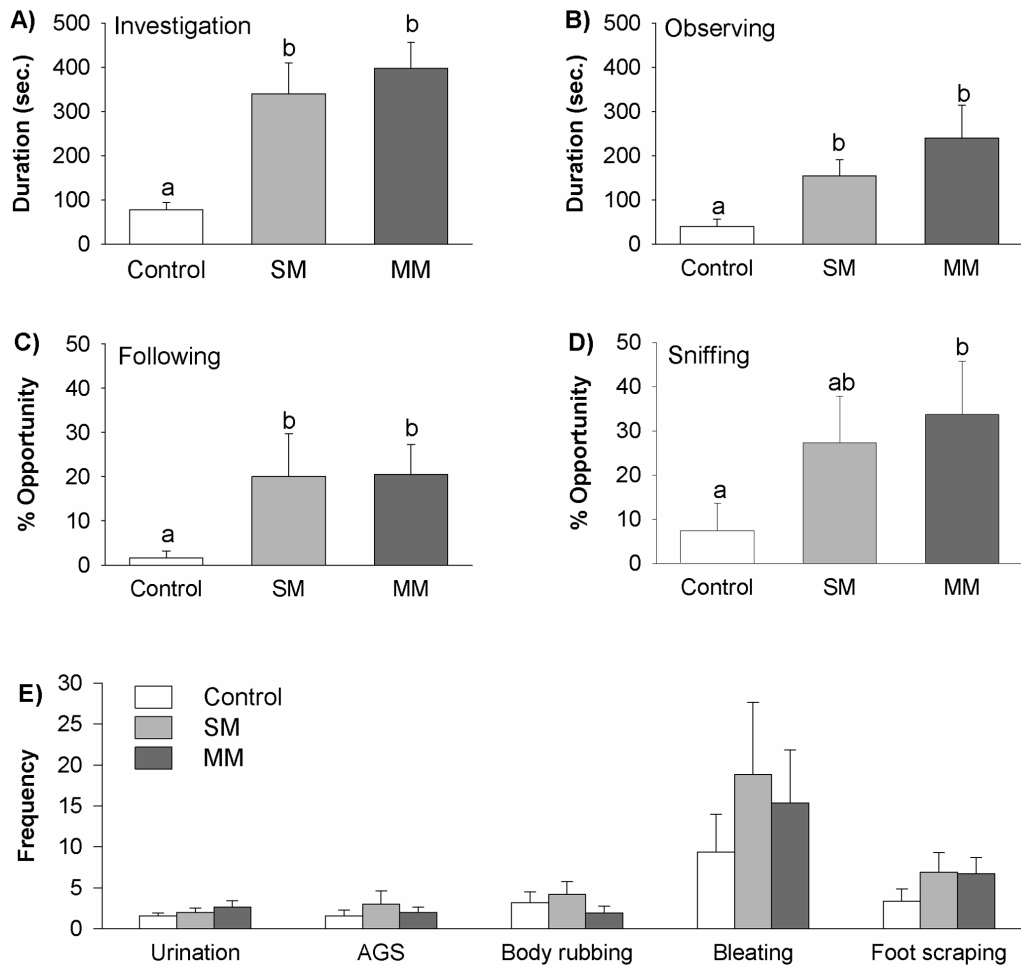 A) Investigation
Duration (sec.)
500
400
300
200
100
0
a
b
b
Control SM MM
B) Observing
Duration (sec.)
500
400
300
200
100
0
a
b
b
Control SM MM
C) Following
% Opportunity
50
40
30
20
10
0
a
b
b
Control SM MM
D) Sniffing
% Opportunity
50
40
30
20
10
0
a
ab
b
Control SM MM
E)
Frequency
30
25
20
15
10
5
0
Control
SM
MM
Urination AGS Body rubbing Bleating Foot scraping